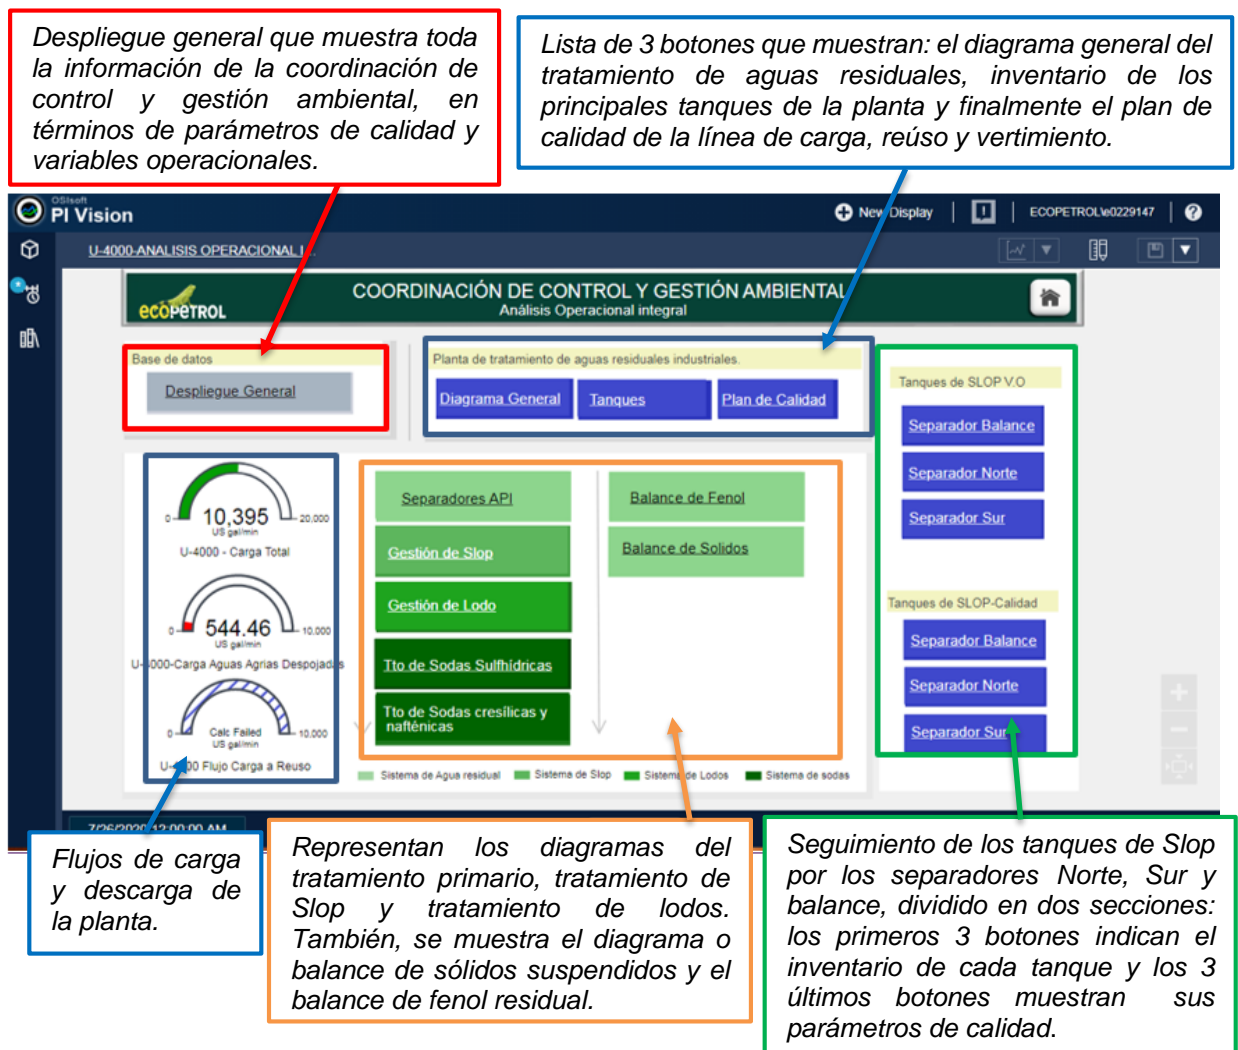 Despliegue general que muestra toda
la información de la coordinación de
control y gestión ambiental, en
términos de parámetros de calidad y
variables operacionales.
Lista de 3 botones que muestran: el diagrama general del
tratamiento de aguas residuales, inventario de los
principales tanques de la planta y finalmente el plan de
calidad de la línea de carga, reúso y vertimiento.
OSIsoft
PI Vision
New Display
ECOPETROL\e0229147
U-4000-ANALISIS OPERACIONAL I...
ecopetrol
COORDINACIÓN DE CONTROL Y GESTIÓN AMBIENTAL
Análisis Operacional integral
Base de datos
Despliegue General
Planta de tratamiento de aguas residuales industriales.
Diagrama General
Tanques
Plan de Calidad
Tanques de SLOP V.O
Separador Balance
Separador Norte
Separador Sur
Tanques de SLOP-Calidad
Separador Balance
Separador Norte
Separador Sur
0
10,395
20,000
US gal/min
U-4000 - Carga Total
0
544.46
10,000
US gal/min
U-4000-Carga Aguas Agrias Despojadas
0
Calc Failed
10,000
US gal/min
U-4000 Flujo Carga a Reuso
Separadores API
Gestión de Slop
Gestión de Lodo
Tto de Sodas Sulfhídricas
Tto de Sodas cresílicas y
nafténicas
Balance de Fenol
Balance de Solidos
Sistema de Agua residual
Sistema de Slop
Sistema de Lodos
Sistema de sodas
7/26/2020 12:00:00 AM
Flujos de carga
y descarga de
la planta.
Representan los diagramas del
tratamiento primario, tratamiento de
Slop y tratamiento de lodos.
También, se muestra el diagrama o
balance de sólidos suspendidos y el
balance de fenol residual.
Seguimiento de los tanques de Slop
por los separadores Norte, Sur y
balance, dividido en dos secciones:
los primeros 3 botones indican el
inventario de cada tanque y los 3
últimos botones muestran sus
parámetros de calidad.